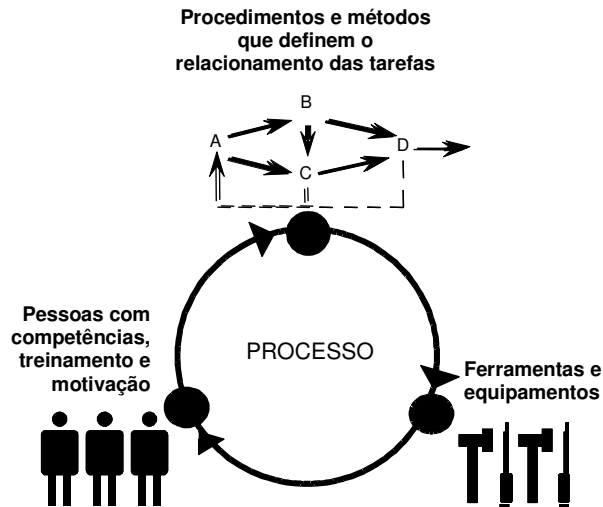 Procedimentos e métodos
que definem o
relacionamento das tarefas
B
A
D
C
PROCESSO
Pessoas com
competências,
treinamento e
motivação
Ferramentas e
equipamentos